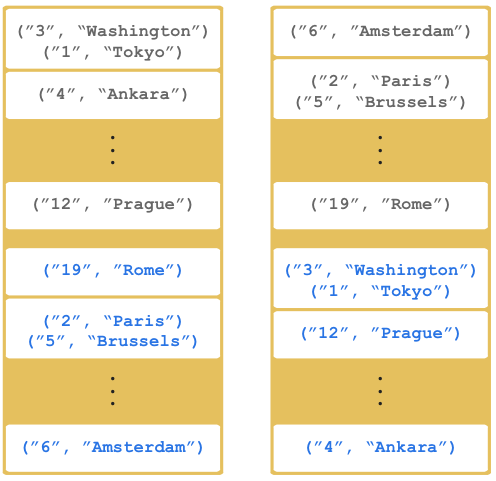 (″3″, “Washington″)
(″1″, “Tokyo″)
(″4″, “Ankara″)
(″12″, ″Prague″)
(″19″, ″Rome″)
(″2″, “Paris″)
(″5″, “Brussels″)
(″6″, ″Amsterdam″)
(″6″, ″Amsterdam″)
(″2″, “Paris″)
(″5″, “Brussels″)
(″19″, ″Rome″)
(″3″, “Washington″)
(″1″, “Tokyo″)
(″12″, ″Prague″)
(″4″, “Ankara″)